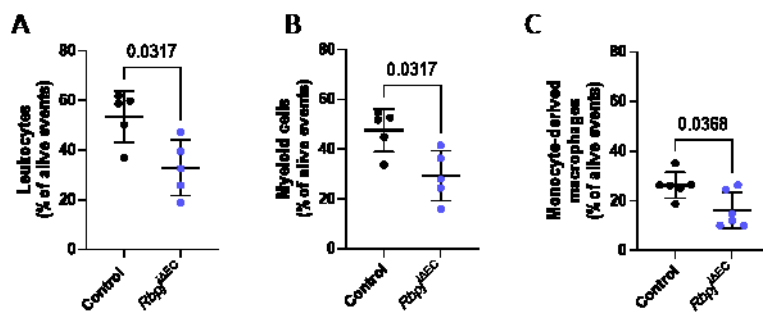 A
Leukocytes
(% of alive events)
80
60
40
20
0
0.0317
Control
Rbpj^iΔEC
B
Myeloid cells
(% of alive events)
80
60
40
20
0
0.0317
Control
Rbpj^iΔEC
C
Monocyte-derived
macrophages
(% of alive events)
80
60
40
20
0
0.0368
Control
Rbpj^iΔEC